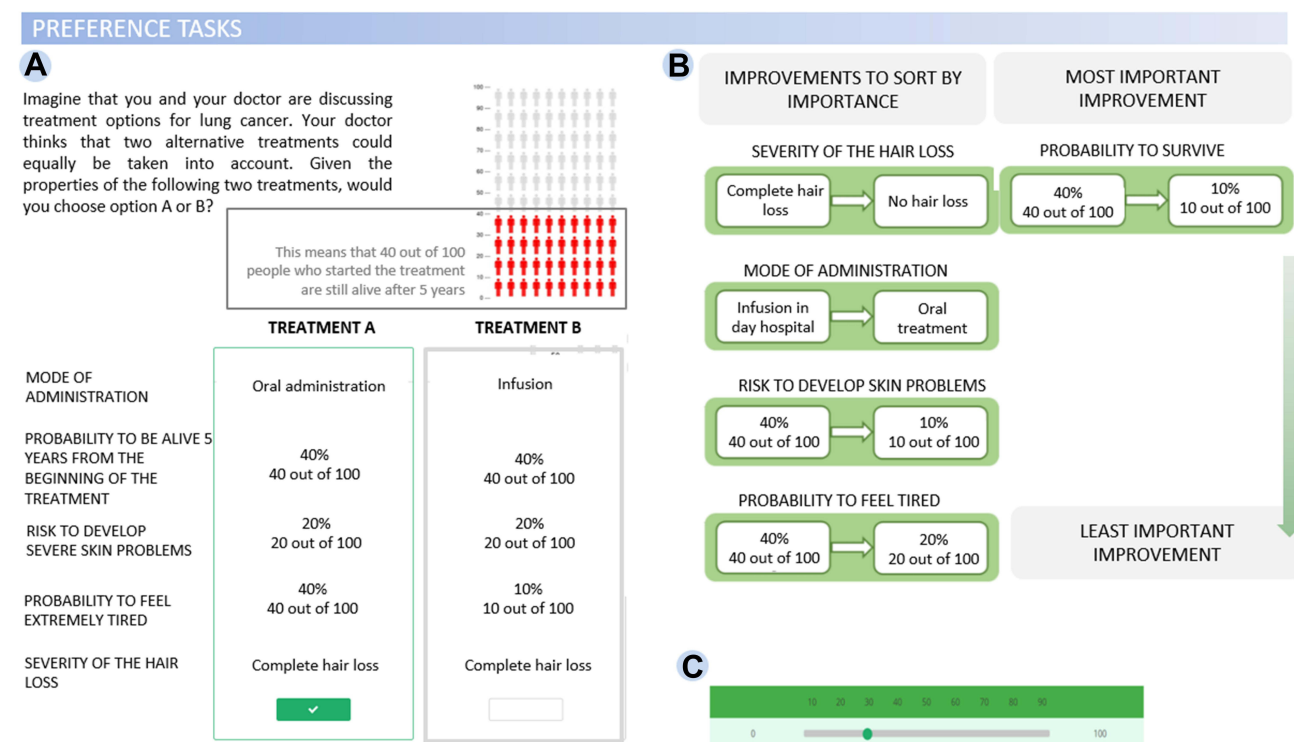 PREFERENCE TASKS
A
Imagine that you and your doctor are discussing
treatment options for lung cancer. Your doctor
thinks that two alternative treatments could
equally be taken into account. Given the
properties of the following two treatments, would
you choose option A or B?
100
90
80
70
60
50
40
30
20
10
0
This means that 40 out of 100
people who started the treatment
are still alive after 5 years
TREATMENT A
TREATMENT B
MODE OF
ADMINISTRATION
Oral administration
Infusion
PROBABILITY TO BE ALIVE 5
YEARS FROM THE
BEGINNING OF THE
TREATMENT
40%
40 out of 100
40%
40 out of 100
RISK TO DEVELOP
SEVERE SKIN PROBLEMS
20%
20 out of 100
20%
20 out of 100
PROBABILITY TO FEEL
EXTREMELY TIRED
40%
40 out of 100
10%
10 out of 100
SEVERITY OF THE HAIR
LOSS
Complete hair loss
Complete hair loss
B
IMPROVEMENTS TO SORT BY
IMPORTANCE
MOST IMPORTANT
IMPROVEMENT
SEVERITY OF THE HAIR LOSS
Complete hair
loss
No hair loss
PROBABILITY TO SURVIVE
40%
40 out of 100
10%
10 out of 100
MODE OF ADMINISTRATION
Infusion in
day hospital
Oral
treatment
RISK TO DEVELOP SKIN PROBLEMS
40%
40 out of 100
10%
10 out of 100
PROBABILITY TO FEEL TIRED
40%
40 out of 100
20%
20 out of 100
LEAST IMPORTANT
IMPROVEMENT
C
10 20 30 40 50 60 70 80 90
0
100